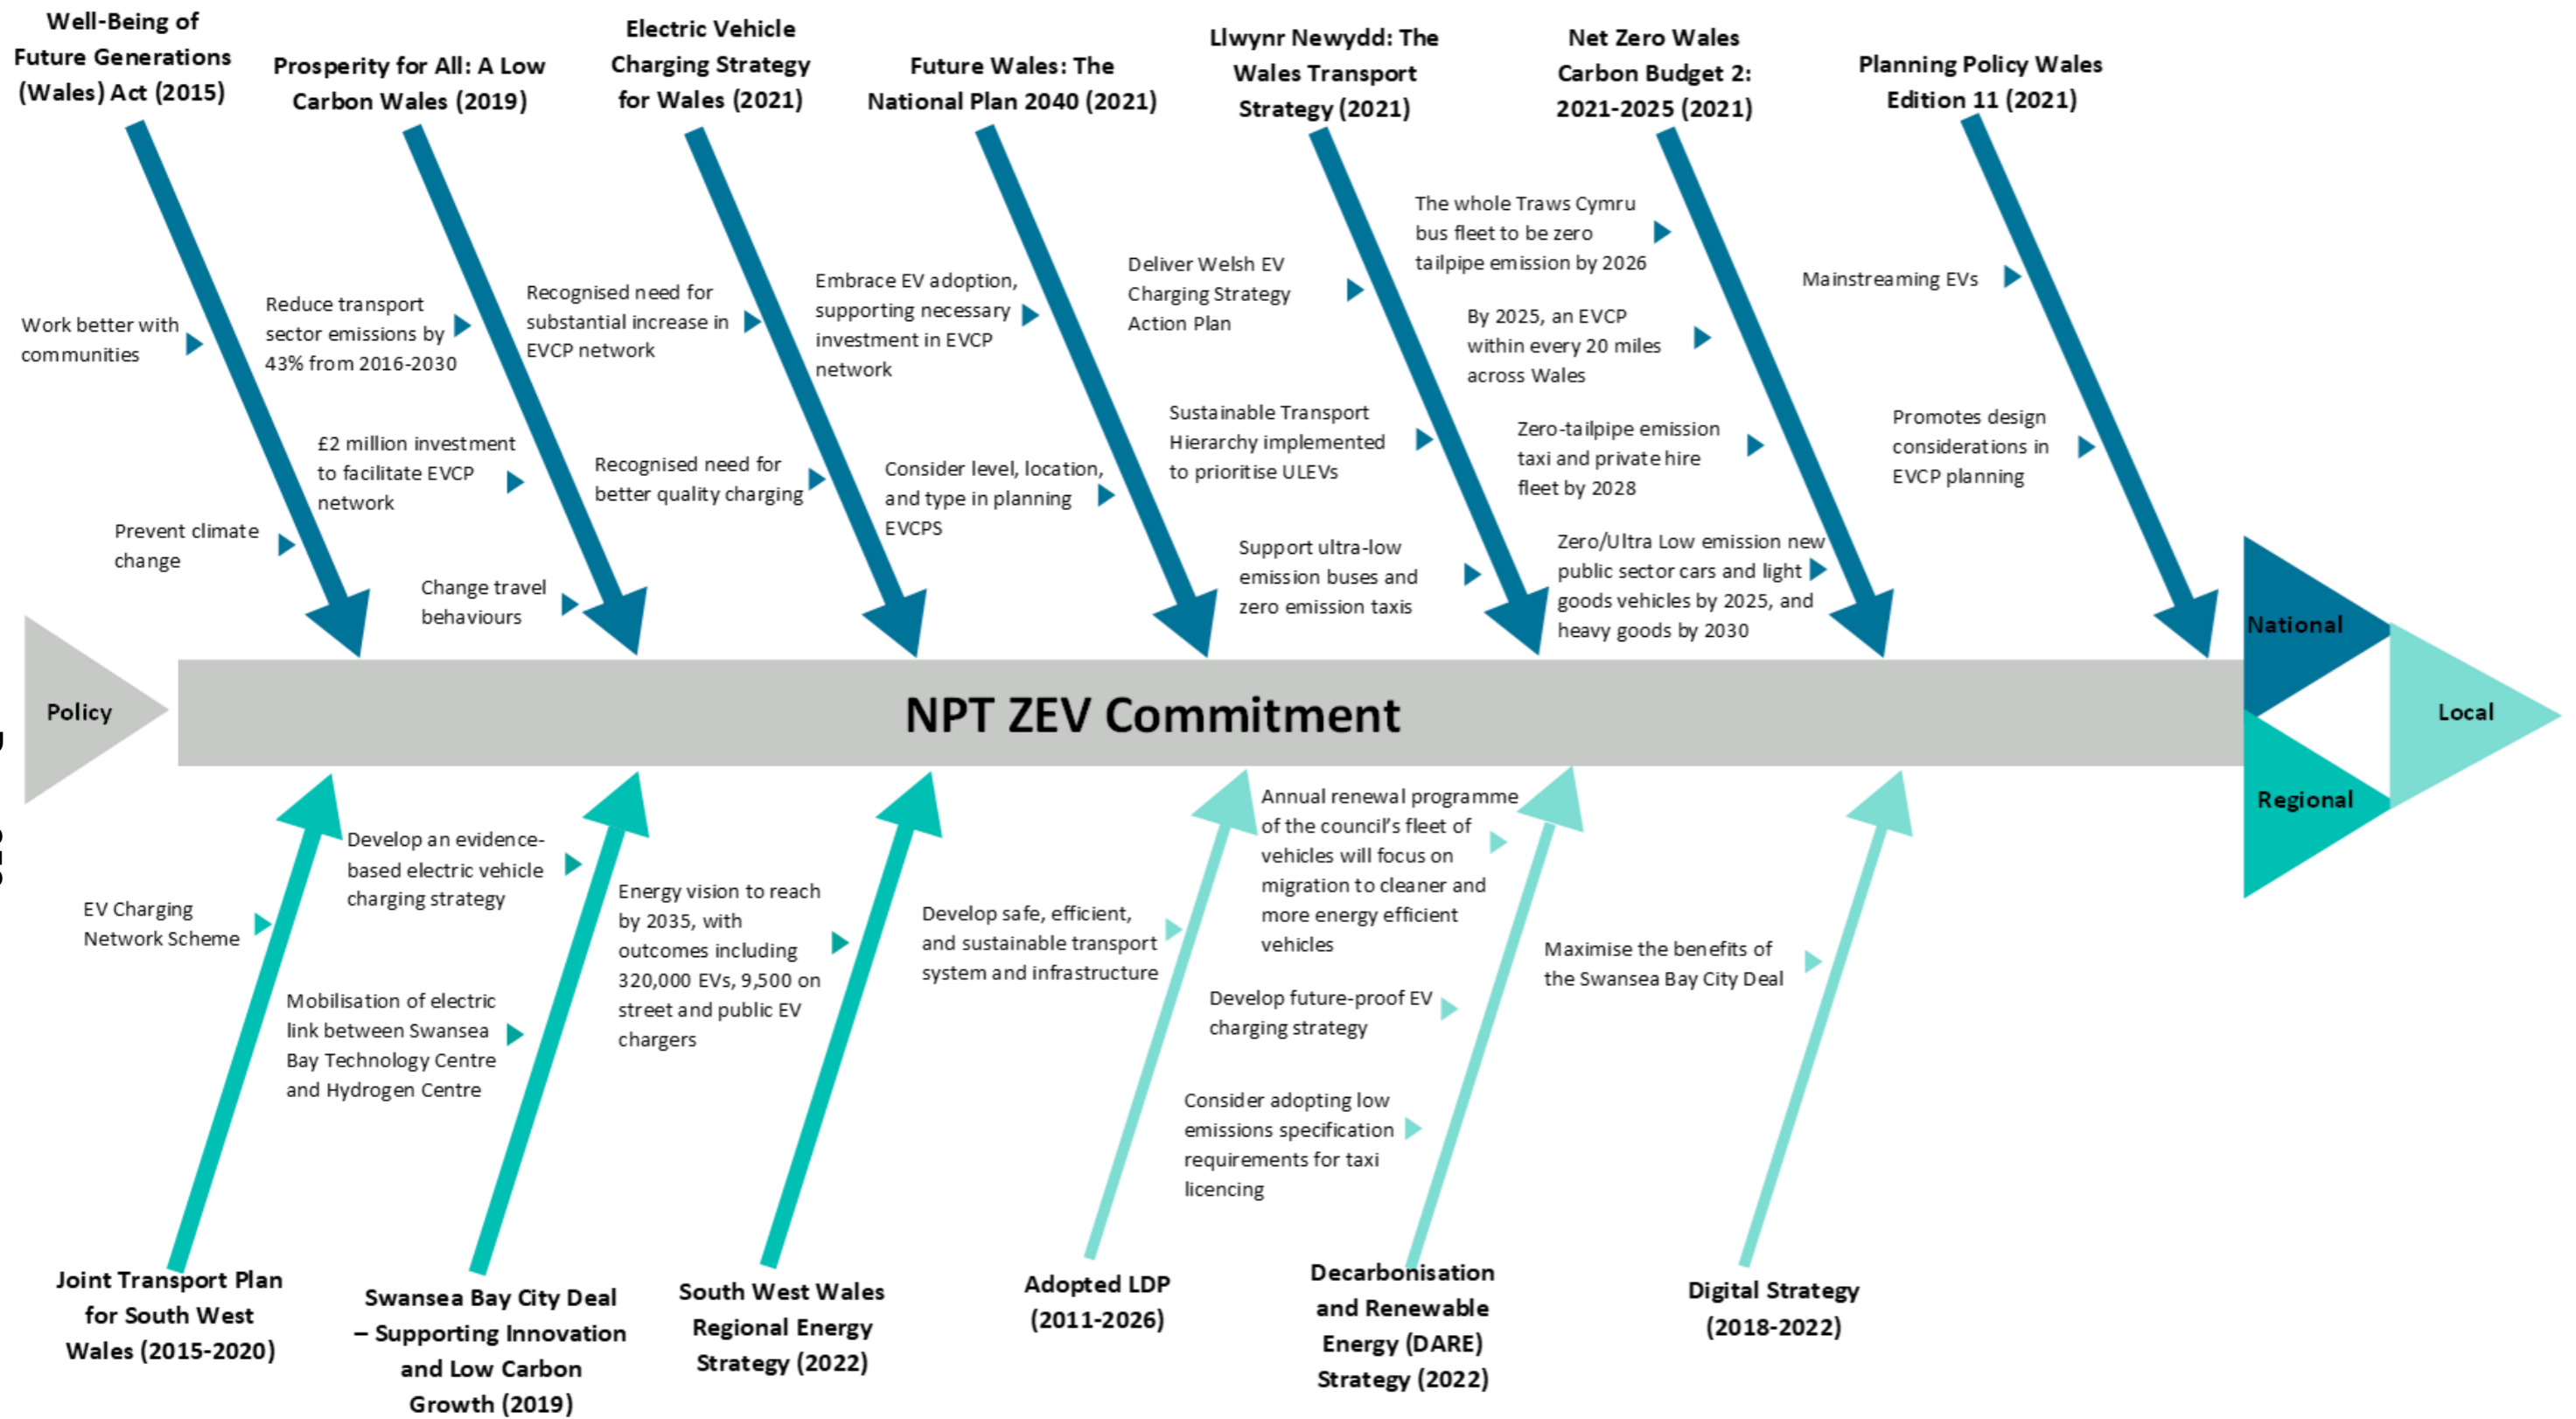 Well-Being of
Future Generations
(Wales) Act (2015)
Prosperity for All: A Low
Carbon Wales (2019)
Electric Vehicle
Charging Strategy
for Wales (2021)
Future Wales: The
National Plan 2040 (2021)
Llwynr Newydd: The
Wales Transport
Strategy (2021)
Net Zero Wales
Carbon Budget 2:
2021-2025 (2021)
Planning Policy Wales
Edition 11 (2021)
Work better with
communities
Prevent climate
change
Reduce transport
sector emissions by
43% from 2016-2030
£2 million investment
to facilitate EVCP
network
Change travel
behaviours
Recognised need for
substantial increase in
EVCP network
Recognised need for
better quality charging
Embrace EV adoption,
supporting necessary
investment in EVCP
network
Consider level, location,
and type in planning
EVCPS
Deliver Welsh EV
Charging Strategy
Action Plan
Sustainable Transport
Hierarchy implemented
to prioritise ULEVs
Support ultra-low
emission buses and
zero emission taxis
The whole Traws Cymru
bus fleet to be zero
tailpipe emission by 2026
By 2025, an EVCP
within every 20 miles
across Wales
Zero-tailpipe emission
taxi and private hire
fleet by 2028
Zero/Ultra Low emission new
public sector cars and light
goods vehicles by 2025, and
heavy goods by 2030
Mainstreaming EVs
Promotes design
considerations in
EVCP planning
Policy
NPT ZEV Commitment
National
Regional
Local
EV Charging
Network Scheme
Develop an evidence-
based electric vehicle
charging strategy
Mobilisation of electric
link between Swansea
Bay Technology Centre
and Hydrogen Centre
Energy vision to reach
by 2035, with
outcomes including
320,000 EVs, 9,500 on
street and public EV
chargers
Develop safe, efficient,
and sustainable transport
system and infrastructure
Annual renewal programme
of the council's fleet of
vehicles will focus on
migration to cleaner and
more energy efficient
vehicles
Develop future-proof EV
charging strategy
Consider adopting low
emissions specification
requirements for taxi
licencing
Maximise the benefits of
the Swansea Bay City Deal
Joint Transport Plan
for South West
Wales (2015-2020)
Swansea Bay City Deal
– Supporting Innovation
and Low Carbon
Growth (2019)
South West Wales
Regional Energy
Strategy (2022)
Adopted LDP
(2011-2026)
Decarbonisation
and Renewable
Energy (DARE)
Strategy (2022)
Digital Strategy
(2018-2022)